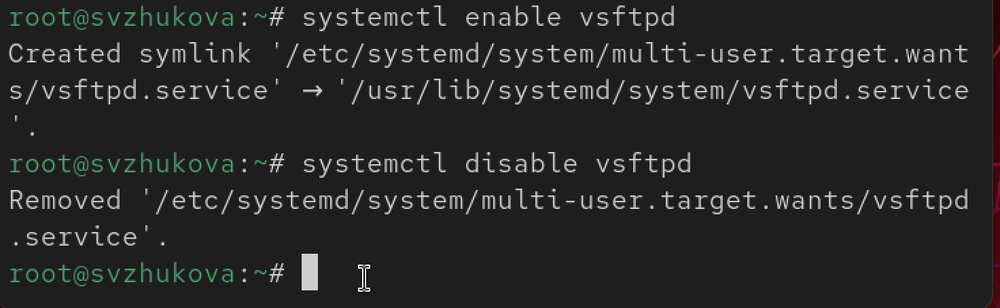 root@svzhukova:~# systemctl enable vsftpd
Created symlink '/etc/systemd/system/multi-user.target.want
s/vsftpd.service' → '/usr/lib/systemd/system/vsftpd.service
'.
root@svzhukova:~# systemctl disable vsftpd
Removed '/etc/systemd/system/multi-user.target.wants/vsftpd
.service'.
root@svzhukova:~#